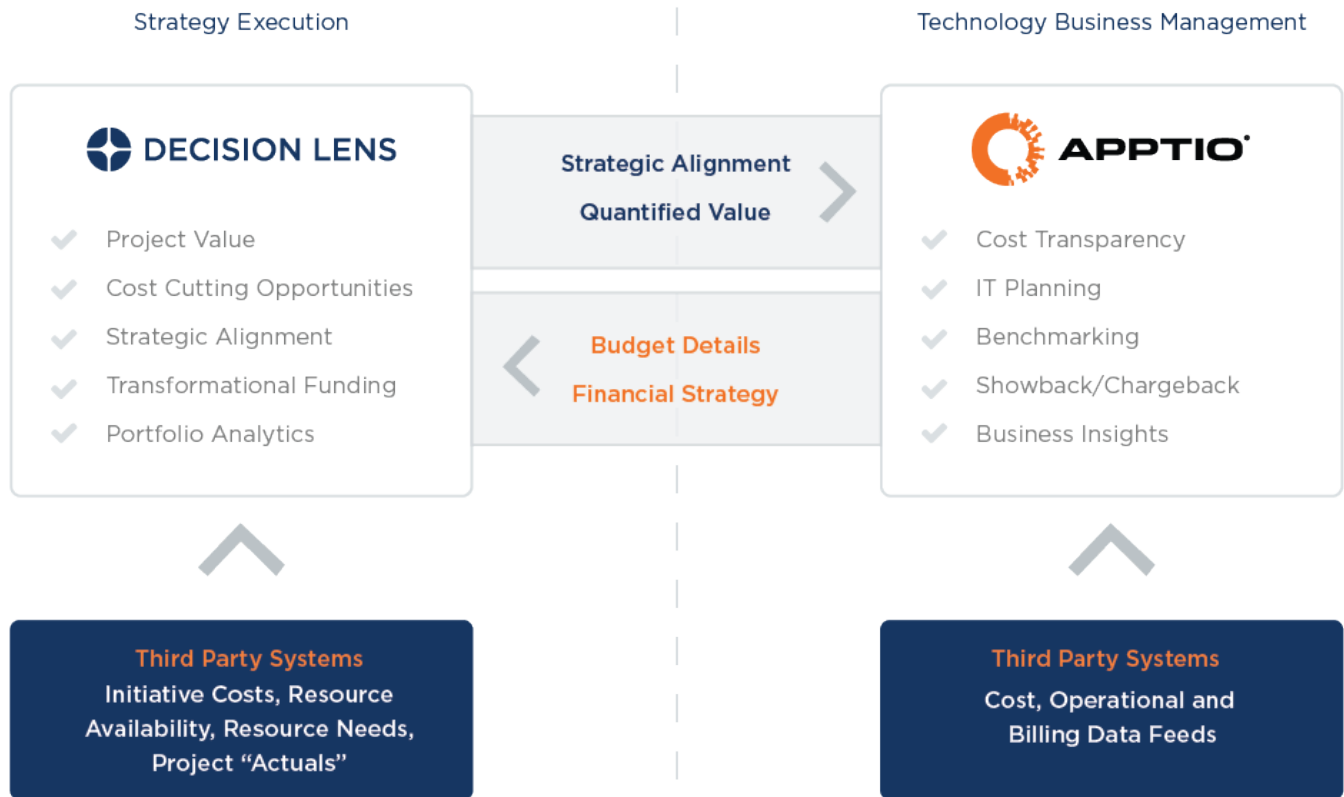 Strategy Execution
Technology Business Management
DECISION LENS
Project Value
Cost Cutting Opportunities
Strategic Alignment
Transformational Funding
Portfolio Analytics
Strategic Alignment
Quantified Value
Budget Details
Financial Strategy
APPTIO
Cost Transparency
IT Planning
Benchmarking
Showback/Chargeback
Business Insights
Third Party Systems
Initiative Costs, Resource
Availability, Resource Needs,
Project “Actuals”
Third Party Systems
Cost, Operational and
Billing Data Feeds